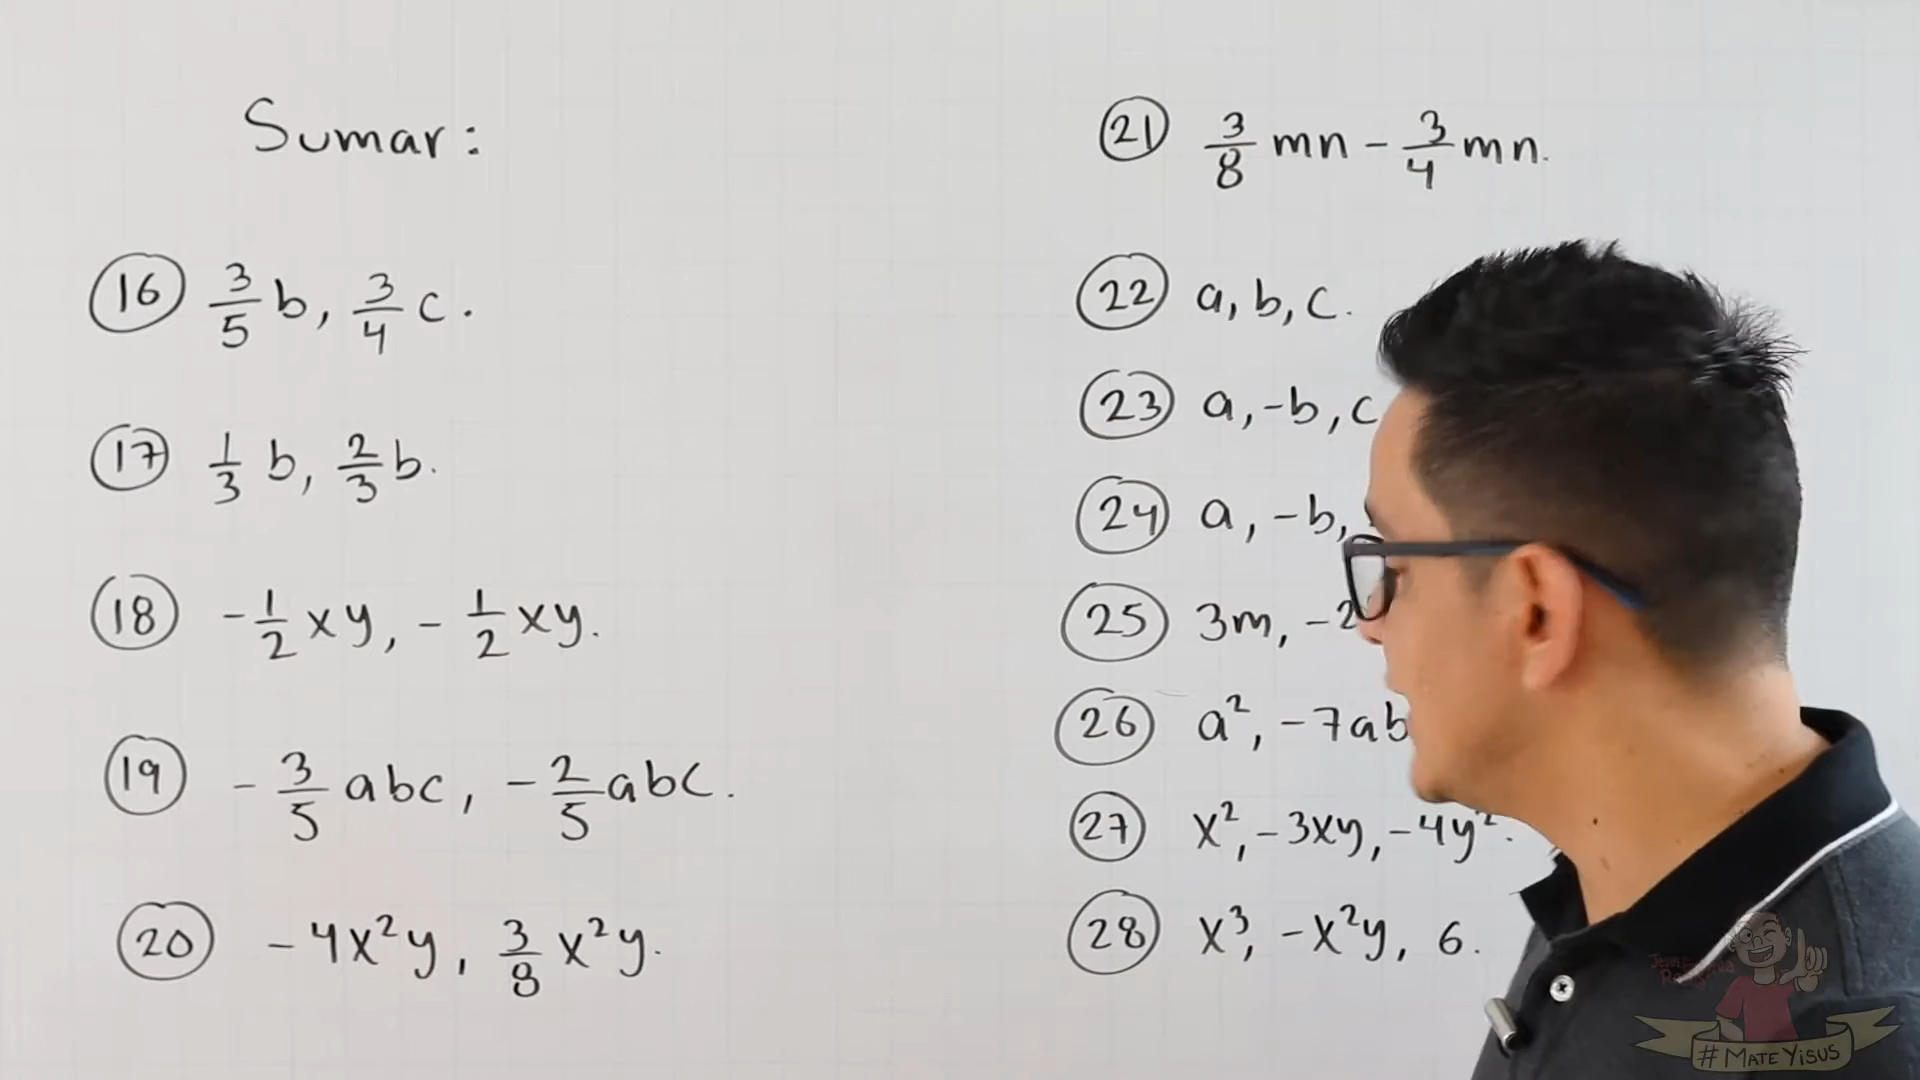 Sumar:
16 3/5 b, 3/4 c.
17 1/3 b, 2/3 b.
18 -1/2 xy, -1/2 xy.
19 -3/5 abc, -2/5 abc.
20 -4x²y, 3/8 x²y.
21 3/8 mn - 3/4 mn.
22 a, b, c.
23 a, -b, c
24 a, -b,
25 3m, -2
26 a², -7ab
27 x², -3xy, -4y².
28 x³, -x²y, 6.
#MATEYISUS